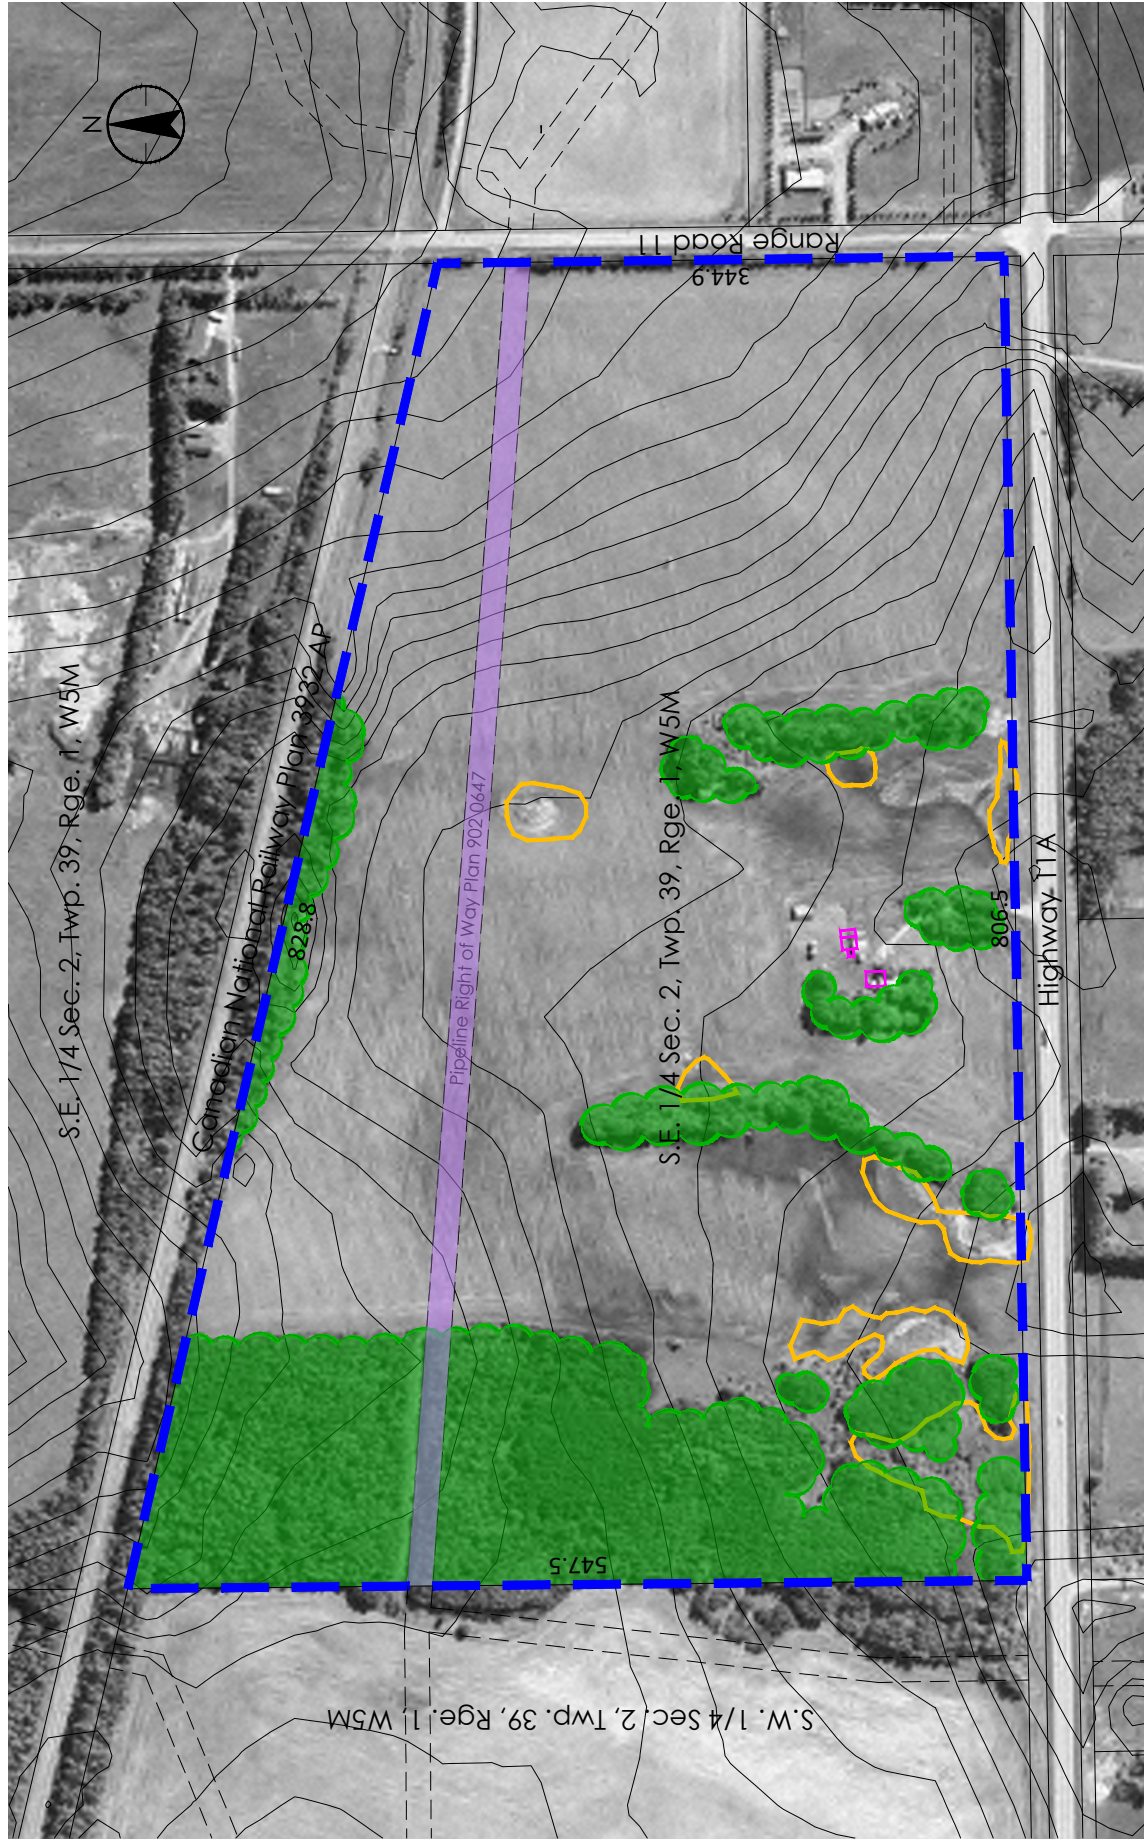 N
Range Road 11
344.9
S.E. 1/4 Sec. 2, Twp. 39, Rge. 1, W5M
Canadian National Railway Plan 3932 AP
828.8
Pipeline Right of Way Plan 902 0647
S.E. 1/4 Sec. 2, Twp. 39, Rge. 1, W5M
806.5
Highway 11A
547.5
S.W. 1/4 Sec. 2, Twp. 39, Rge. 1, W5M